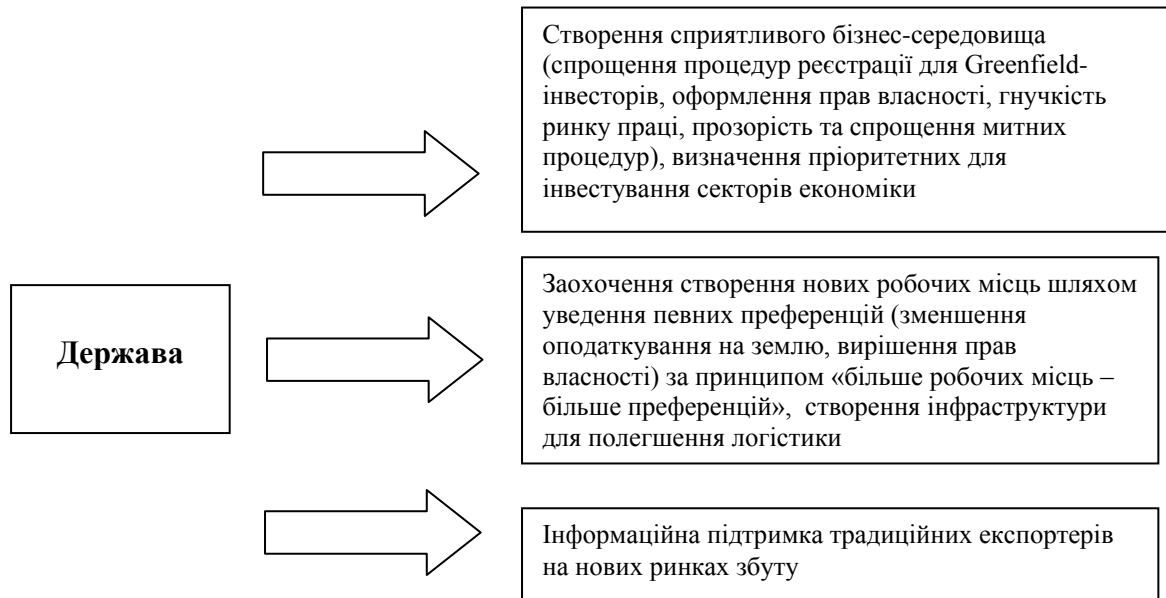 Створення сприятливого бізнес-середовища
(спрощення процедур реєстрації для Greenfield-
інвесторів, оформлення прав власності, гнучкість
ринку праці, прозорість та спрощення митних
процедур), визначення пріоритетних для
інвестування секторів економіки
Держава
Заохочення створення нових робочих місць шляхом
уведення певних преференцій (зменшення
оподаткування на землю, вирішення прав
власності) за принципом «більше робочих місць –
більше преференцій», створення інфраструктури
для полегшення логістики
Інформаційна підтримка традиційних експортерів
на нових ринках збуту